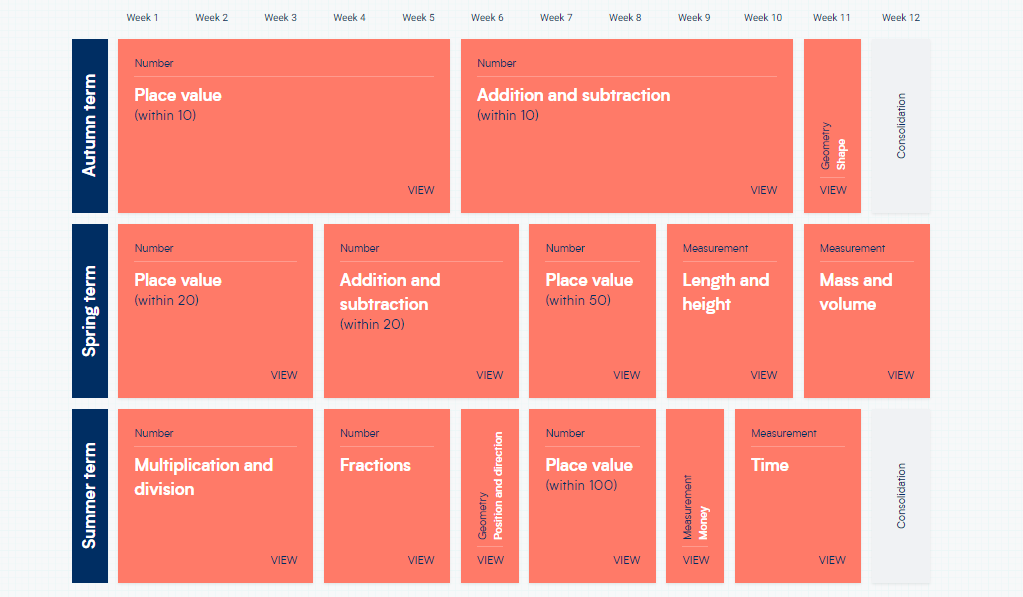 Week 1 Week 2 Week 3 Week 4 Week 5 Week 6 Week 7 Week 8 Week 9 Week 10 Week 11 Week 12
Autumn term
Number
Place value
(within 10)
VIEW
Number
Addition and subtraction
(within 10)
VIEW
Geometry
Shape
VIEW
Consolidation
Spring term
Number
Place value
(within 20)
VIEW
Number
Addition and
subtraction
(within 20)
VIEW
Number
Place value
(within 50)
VIEW
Measurement
Length and
height
VIEW
Measurement
Mass and
volume
VIEW
Summer term
Number
Multiplication and
division
VIEW
Number
Fractions
VIEW
Geometry
Position and direction
VIEW
Number
Place value
(within 100)
VIEW
Measurement
Money
VIEW
Measurement
Time
VIEW
Consolidation